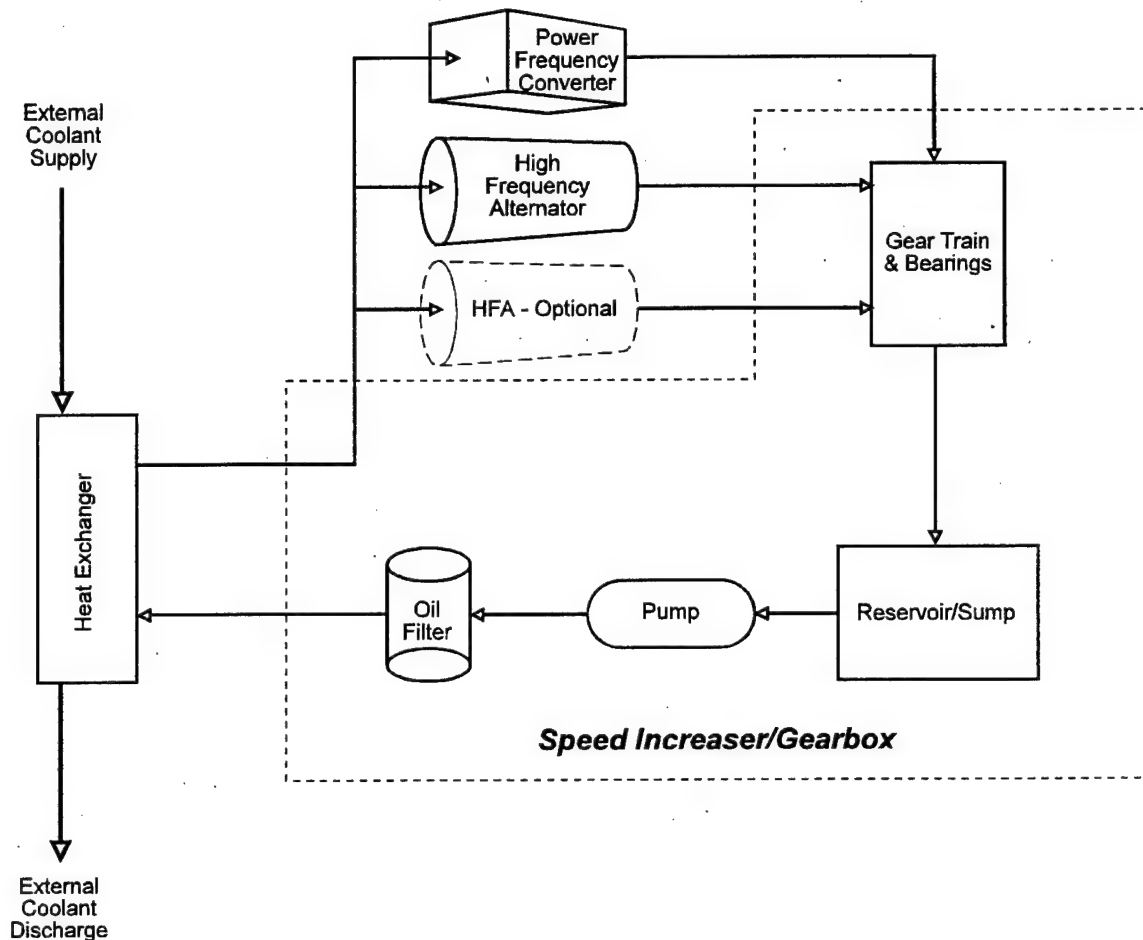 Power
Frequency
Converter
External
Coolant
Supply
High
Frequency
Alternator
Gear Train
& Bearings
HFA - Optional
Heat Exchanger
Oil
Filter
Pump
Reservoir/Sump
Speed Increaser/Gearbox
External
Coolant
Discharge